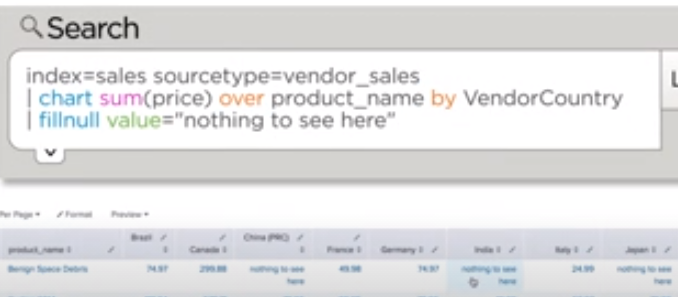 Search
index=sales sourcetype=vendor_sales
| chart sum(price) over product_name by VendorCountry
| fillnull value="nothing to see here"
L
Per Page Format Preview
product_name Brazil Canada China (PRC) France Germany India Italy Japan
Benign Space Debris 74.97 299.88 nothing to see here 49.98 74.97 nothing to see here 24.99 nothing to see here